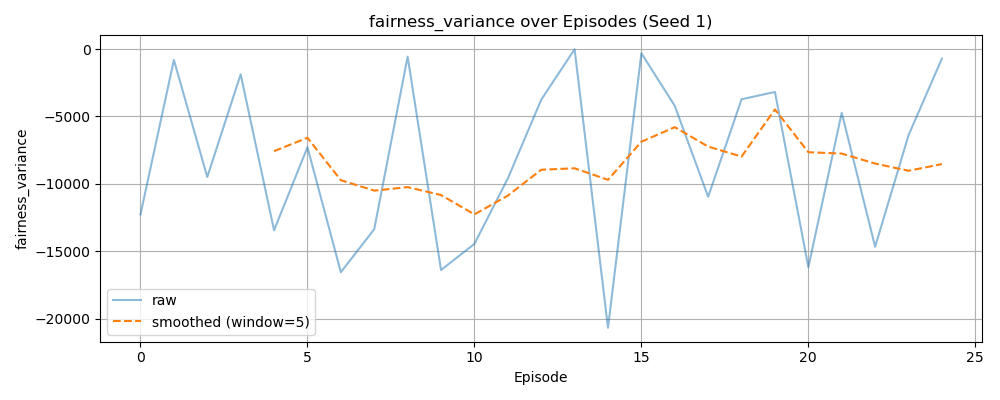 fairness_variance over Episodes (Seed 1)
fairness_variance
0
−5000
−10000
−15000
−20000
raw
smoothed (window=5)
0
5
10
15
20
25
Episode